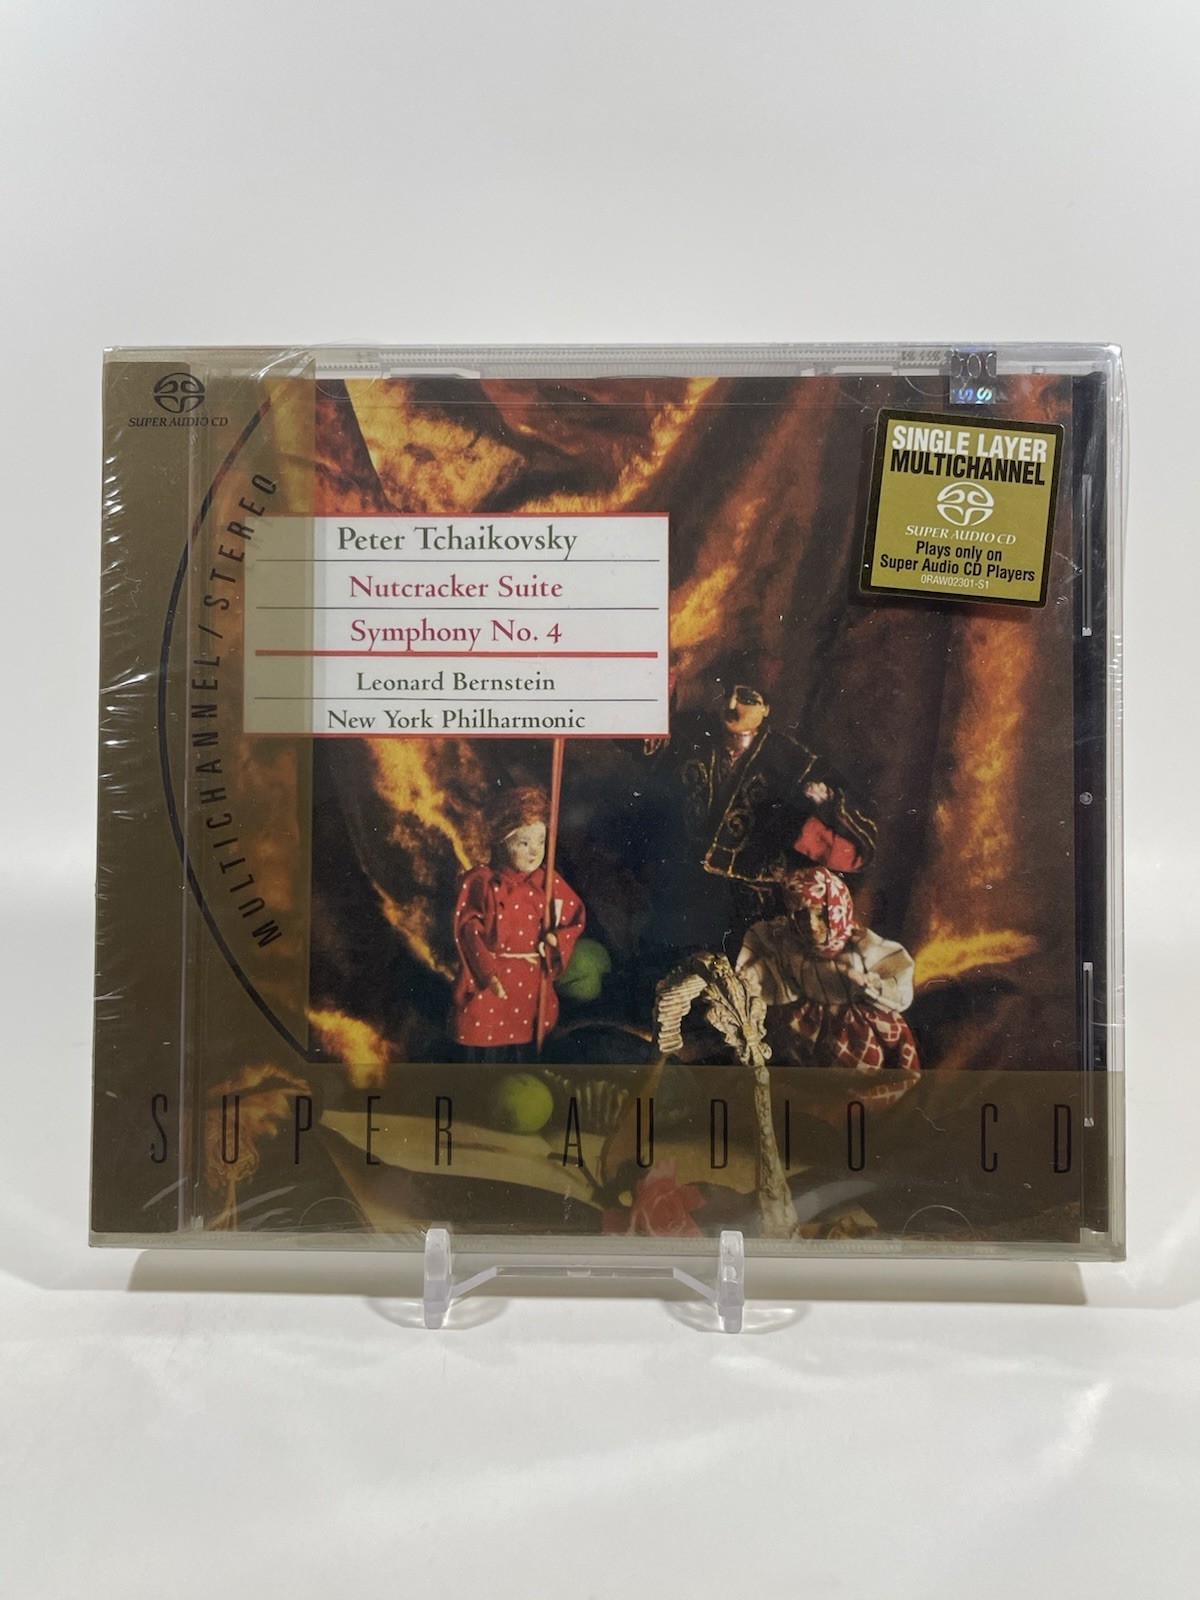 SUPER AUDIO CD
MULTICHANNEL / STEREO
Peter Tchaikovsky
Nutcracker Suite
Symphony No. 4
Leonard Bernstein
New York Philharmonic
SINGLE LAYER
MULTICHANNEL
SUPER AUDIO CD
Plays only on
Super Audio CD Players
0RAW02301-S1
SUPER AUDIO CD